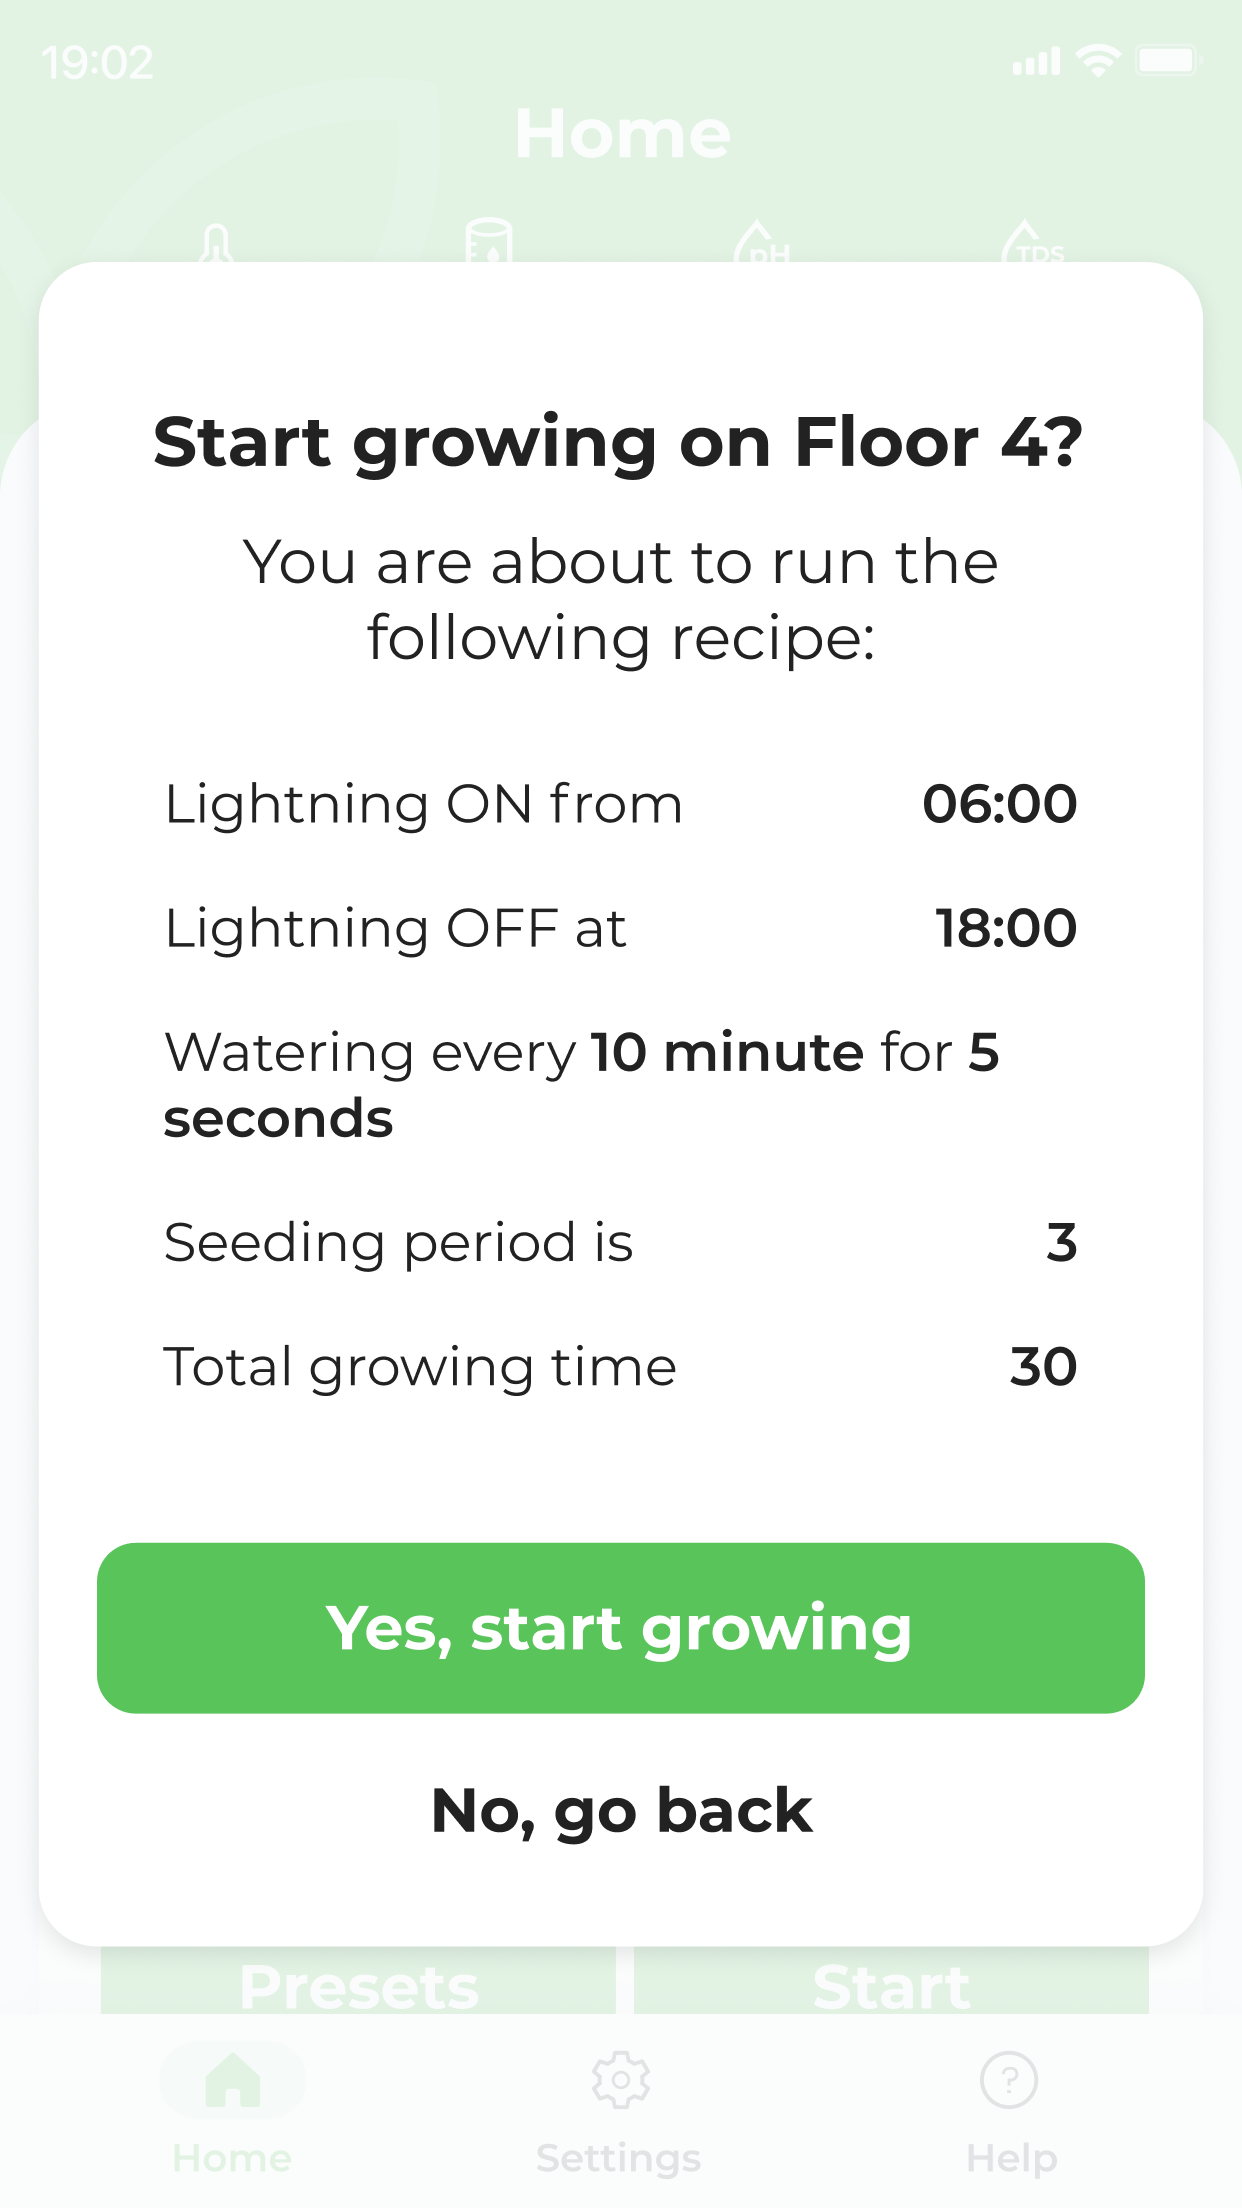 19:02
Home
pH
TDS
Start growing on Floor 4?
You are about to run the
following recipe:
Lightning ON from 06:00
Lightning OFF at 18:00
Watering every 10 minute for 5
seconds
Seeding period is 3
Total growing time 30
Yes, start growing
No, go back
Presets Start
?
Home Settings Help